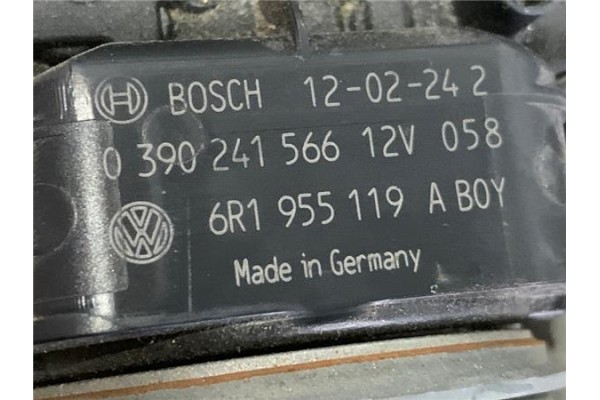 BOSCH 12-02-24 2
0 390 241 566 12V 058
6R1 955 119 A BOY
Made in Germany